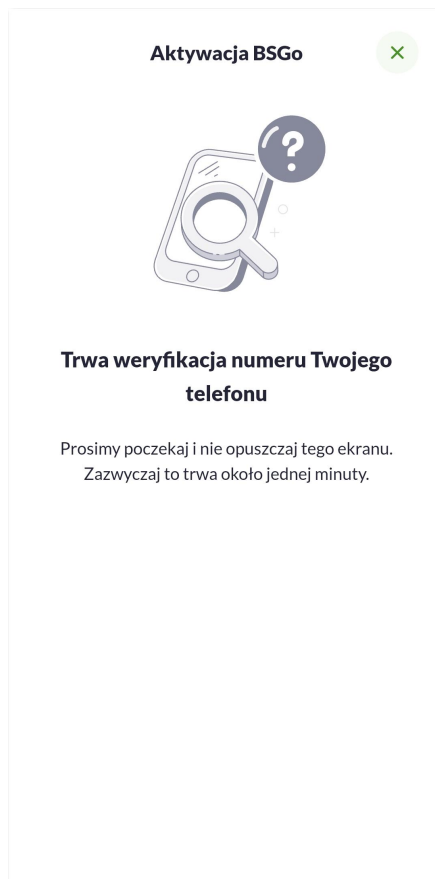 Aktywacja BSGo
?
Trwa weryfikacja numeru Twojego
telefonu
Prosimy poczekaj i nie opuszczaj tego ekranu.
Zazwyczaj to trwa około jednej minuty.